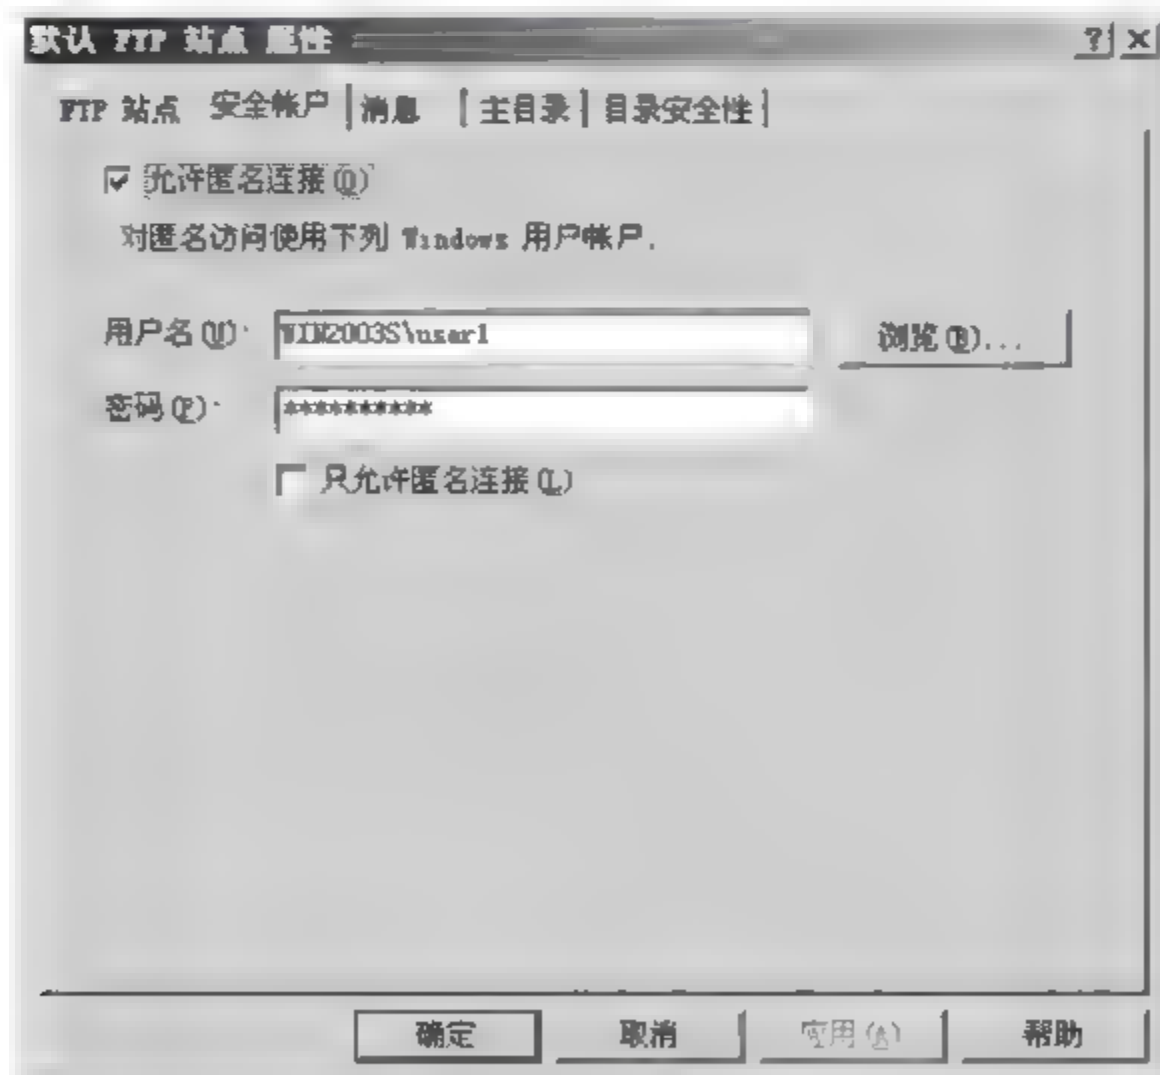 默认 FTP 站点 属性
FTP 站点 安全帐户 消息 主目录 目录安全性
允许匿名连接(O)
对匿名访问使用下列 Windows 用户帐户.
用户名(U): WIN2003S\user1 浏览(B)...
密码(P): **********
只允许匿名连接(L)
确定 取消 应用(A) 帮助